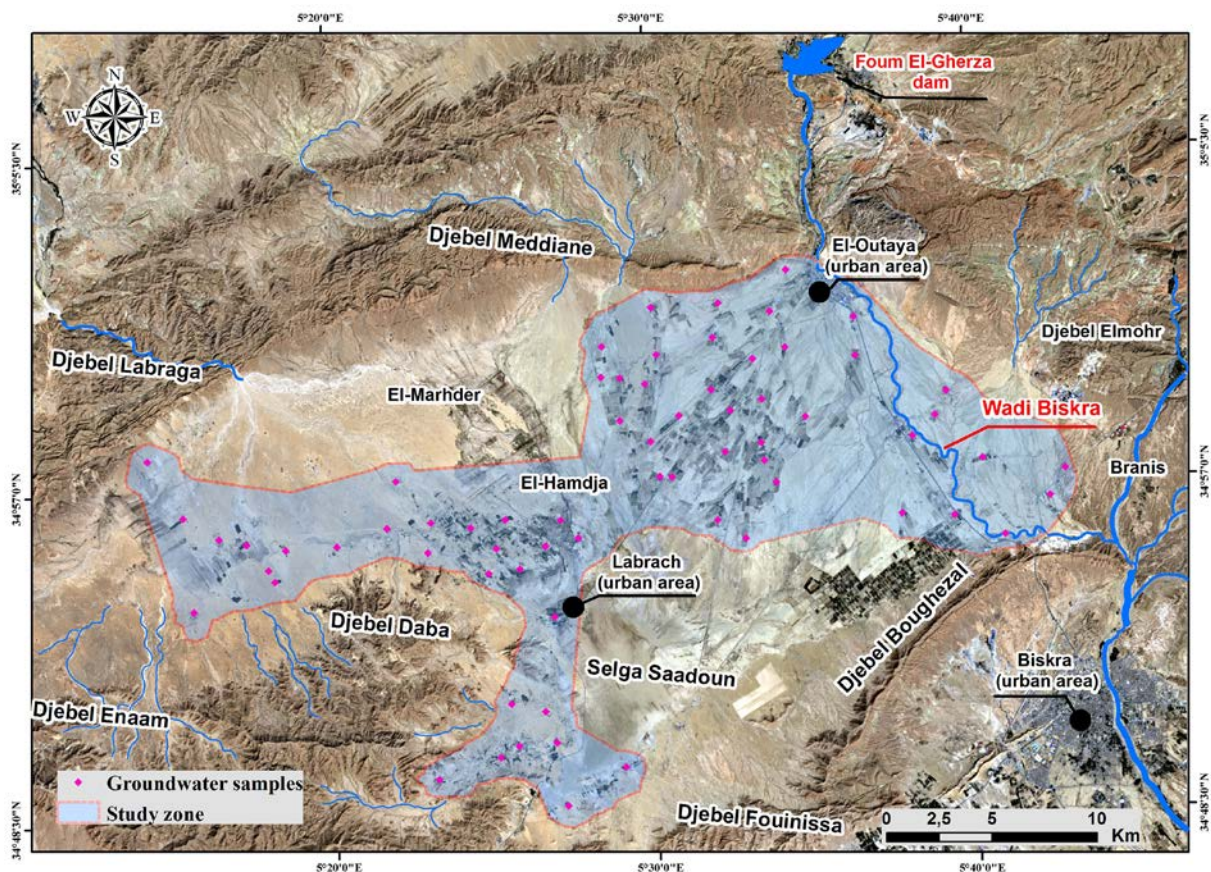 5°20'0"E
5°30'0"E
5°40'0"E
Foum El-Gherza
dam
N
W
E
S
35°5'30"N
35°5'30"N
Djebel Meddiane
El-Outaya
(urban area)
Djebel Elmohr
Djebel Labraga
El-Marhder
Wadi Biskra
Branis
El-Hamdja
34°57'0"N
34°57'0"N
Labrach
(urban area)
Djebel Daba
Selga Saadoun
Djebel Boughezal
Biskra
(urban area)
Djebel Enaam
Groundwater samples
Study zone
Djebel Fouinissa
0
2,5
5
10
Km
34°48'30"N
34°48'30"N
5°20'0"E
5°30'0"E
5°40'0"E